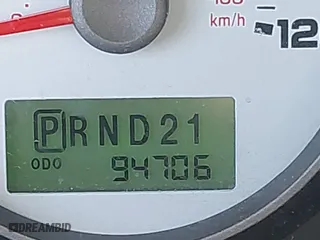 km/h
12
PRND21
ODO 94706
DREAMBID